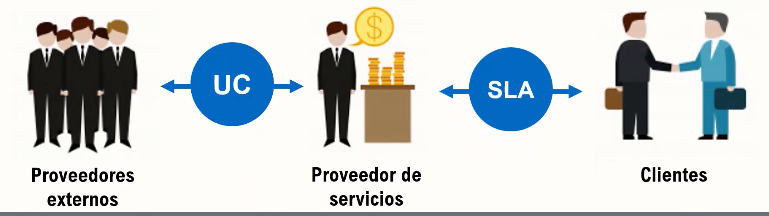 UC
SLA
Proveedores
externos
Proveedor de
servicios
Clientes